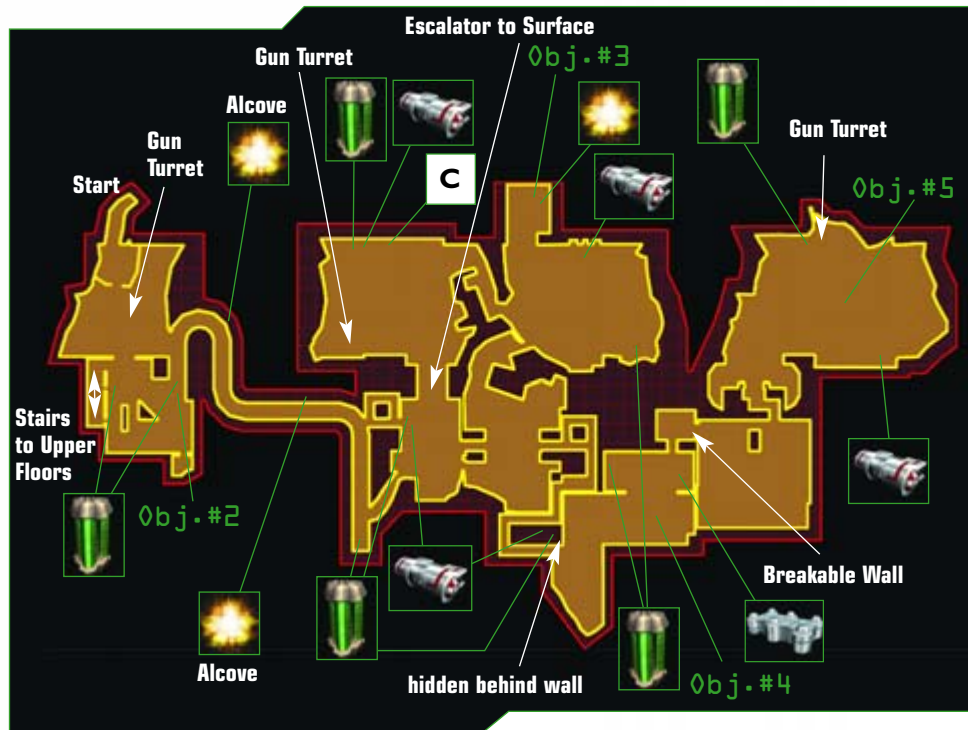 Escalator to Surface
Gun Turret
Obj.#3
Alcove
Gun
Turret
Gun Turret
Start
C
Obj.#5
Stairs
to Upper
Floors
Obj.#2
Breakable Wall
Alcove
hidden behind wall
Obj.#4